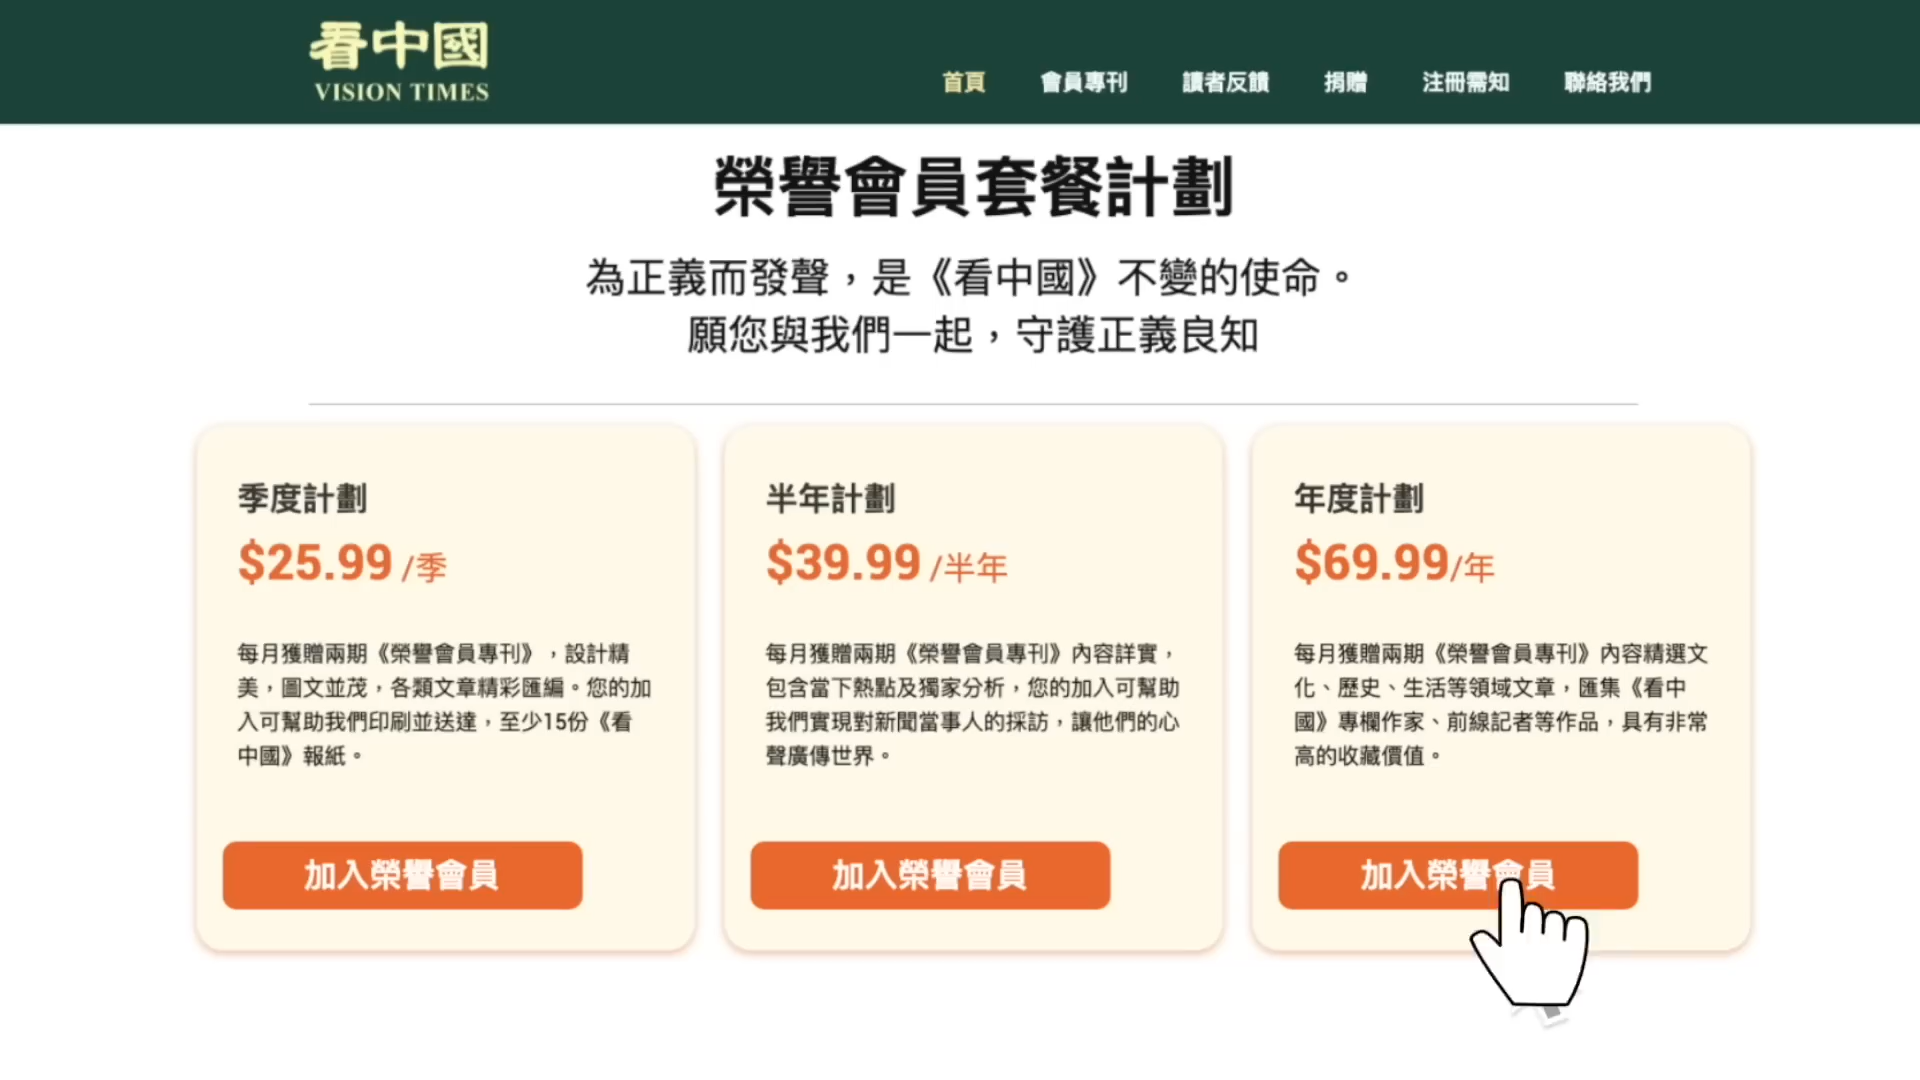 看中國
VISION TIMES
首頁 會員專刊 讀者反饋 捐贈 注冊需知 聯絡我們
榮譽會員套餐計劃
為正義而發聲，是《看中國》不變的使命。
願您與我們一起，守護正義良知
季度計劃
$25.99 /季
每月獲贈兩期《榮譽會員專刊》，設計精
美，圖文並茂，各類文章精彩匯編。您的加
入可幫助我們印刷並送達，至少15份《看
中國》報紙。
加入榮譽會員
半年計劃
$39.99 /半年
每月獲贈兩期《榮譽會員專刊》內容詳實，
包含當下熱點及獨家分析，您的加入可幫助
我們實現對新聞當事人的採訪，讓他們的心
聲廣傳世界。
加入榮譽會員
年度計劃
$69.99/年
每月獲贈兩期《榮譽會員專刊》內容精選文
化、歷史、生活等領域文章，匯集《看中
國》專欄作家、前線記者等作品，具有非常
高的收藏價值。
加入榮譽會員